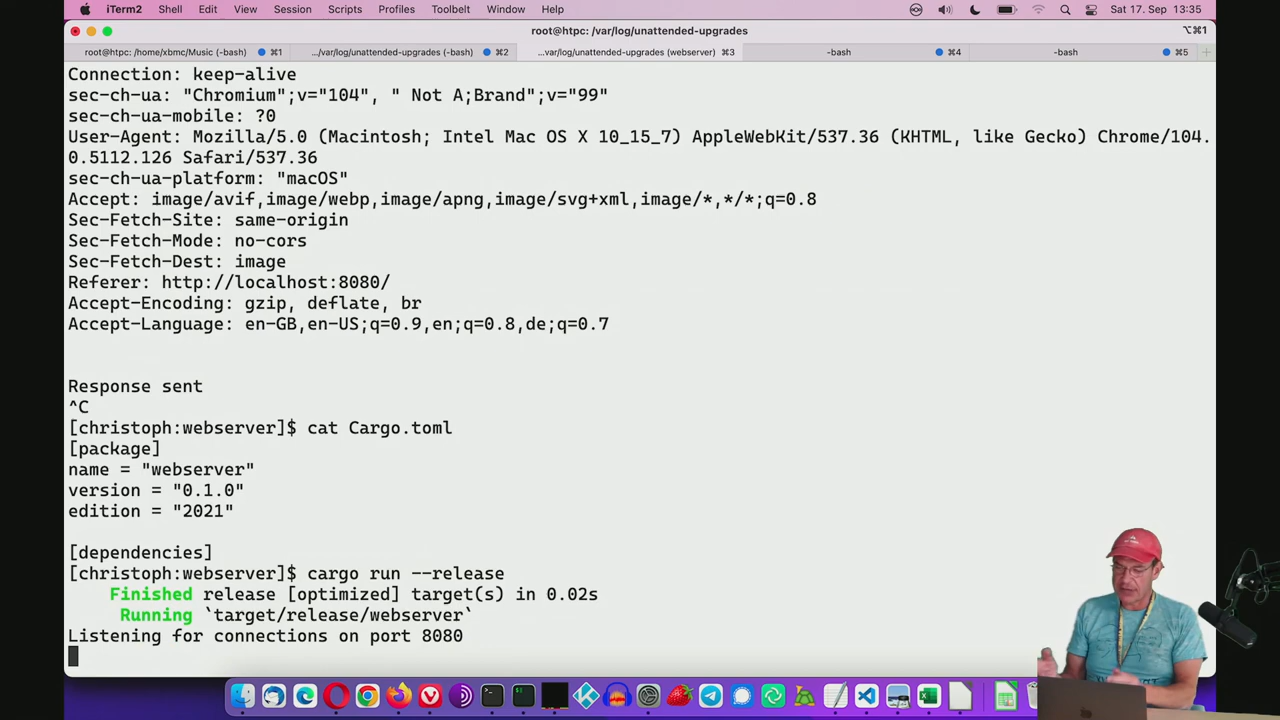 iTerm2 Shell Edit View Session Scripts Profiles Toolbelt Window Help Sat 17. Sep 13:35
root@htpc: /var/log/unattended-upgrades ⌥⌘1
root@htpc: /home/xbmc/Music (-bash) ⌘1 .../var/log/unattended-upgrades (-bash) ⌘2 ...var/log/unattended-upgrades (webserver) ⌘3 -bash ⌘4 -bash ⌘5
Connection: keep-alive
sec-ch-ua: "Chromium";v="104", " Not A;Brand";v="99"
sec-ch-ua-mobile: ?0
User-Agent: Mozilla/5.0 (Macintosh; Intel Mac OS X 10_15_7) AppleWebKit/537.36 (KHTML, like Gecko) Chrome/104.
0.5112.126 Safari/537.36
sec-ch-ua-platform: "macOS"
Accept: image/avif,image/webp,image/apng,image/svg+xml,image/*,*/*;q=0.8
Sec-Fetch-Site: same-origin
Sec-Fetch-Mode: no-cors
Sec-Fetch-Dest: image
Referer: http://localhost:8080/
Accept-Encoding: gzip, deflate, br
Accept-Language: en-GB,en-US;q=0.9,en;q=0.8,de;q=0.7
Response sent
^C
[christoph:webserver]$ cat Cargo.toml
[package]
name = "webserver"
version = "0.1.0"
edition = "2021"
[dependencies]
[christoph:webserver]$ cargo run --release
Finished release [optimized] target(s) in 0.02s
Running `target/release/webserver`
Listening for connections on port 8080